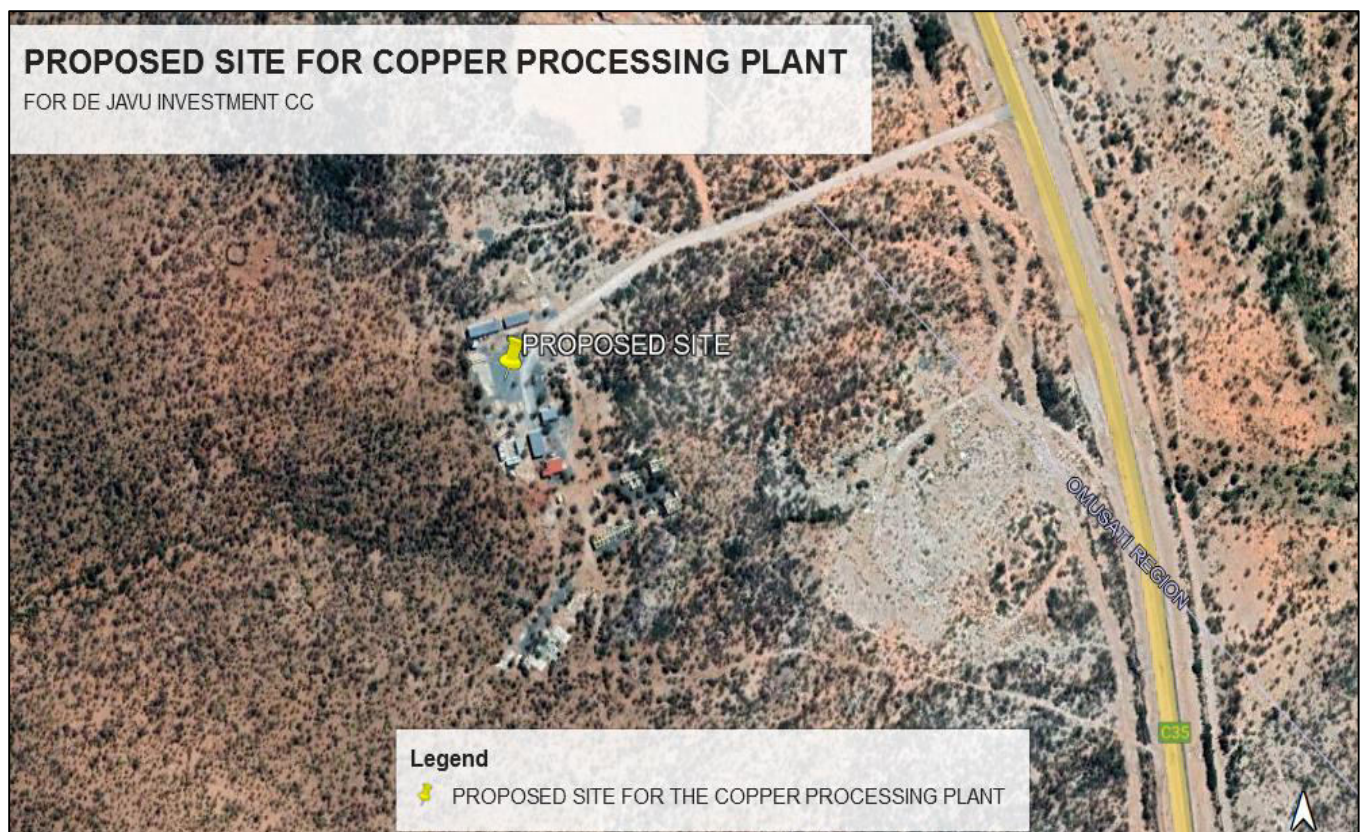 PROPOSED SITE FOR COPPER PROCESSING PLANT
FOR DE JAVU INVESTMENT CC
PROPOSED SITE
OMUSATI REGION
C35
Legend
PROPOSED SITE FOR THE COPPER PROCESSING PLANT